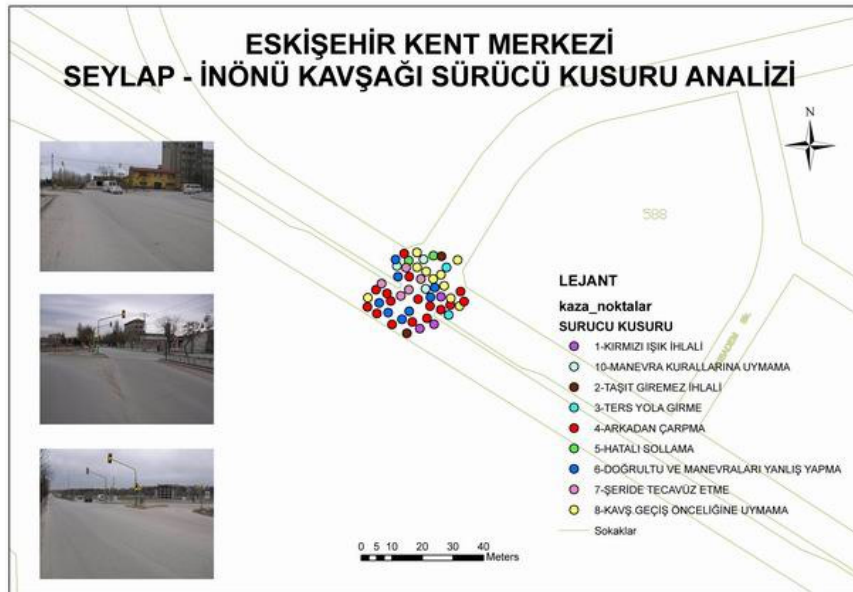 ESKİŞEHİR KENT MERKEZİ
SEYLAP - İNÖNÜ KAVŞAĞI SÜRÜCÜ KUSURU ANALİZİ
N
588
LEJANT
kaza_noktalar
SURUCU KUSURU
1-KIRMIZI IŞIK İHLALİ
10-MANEVRA KURALLARINA UYMAMA
2-TAŞIT GİREMEZ İHLALİ
3-TERS YOLA GİRME
4-ARKADAN ÇARPMA
5-HATALI SOLLAMA
6-DOĞRULTU VE MANEVRALARI YANLIŞ YAPMA
7-ŞERİDE TECAVÜZ ETME
8-KAVŞ.GEÇİŞ ÖNCELİĞİNE UYMAMA
Sokaklar
0 5 10 20 30 40
Meters